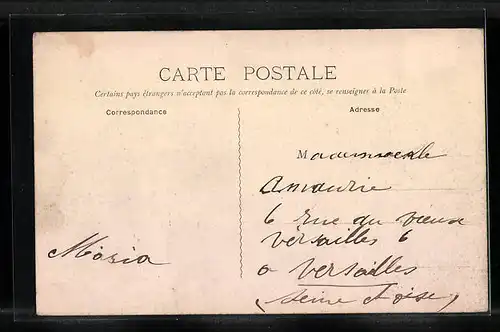 CARTE POSTALE
Certains pays étrangers n'acceptant pas la correspondance de ce côté, se renseigner à la Poste
Correspondance
Adresse
Mademoiselle
Amaurie
6 rue du vieux
versailles 6
a versailles
(Seine et oise)
Maria